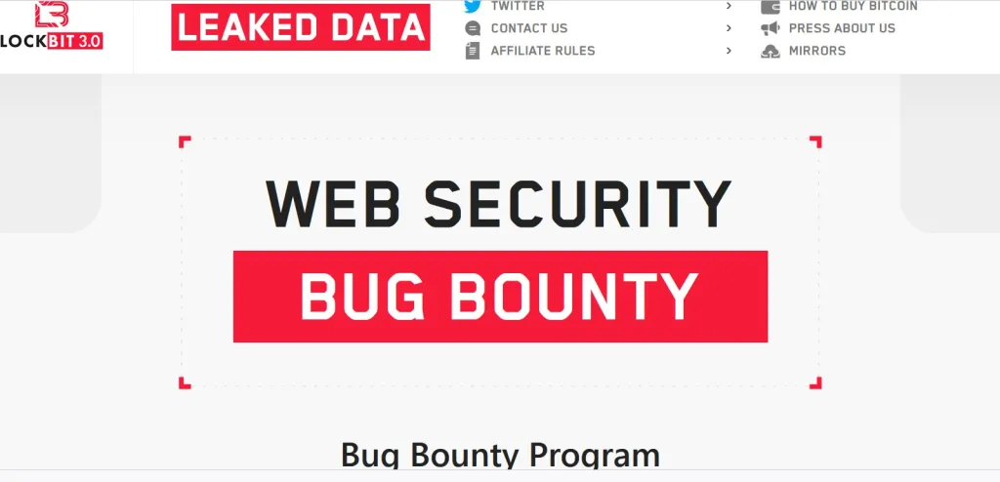 LOCKBIT 3.0
LEAKED DATA
TWITTER
CONTACT US
AFFILIATE RULES
HOW TO BUY BITCOIN
PRESS ABOUT US
MIRRORS
WEB SECURITY
BUG BOUNTY
Bug Bounty Program